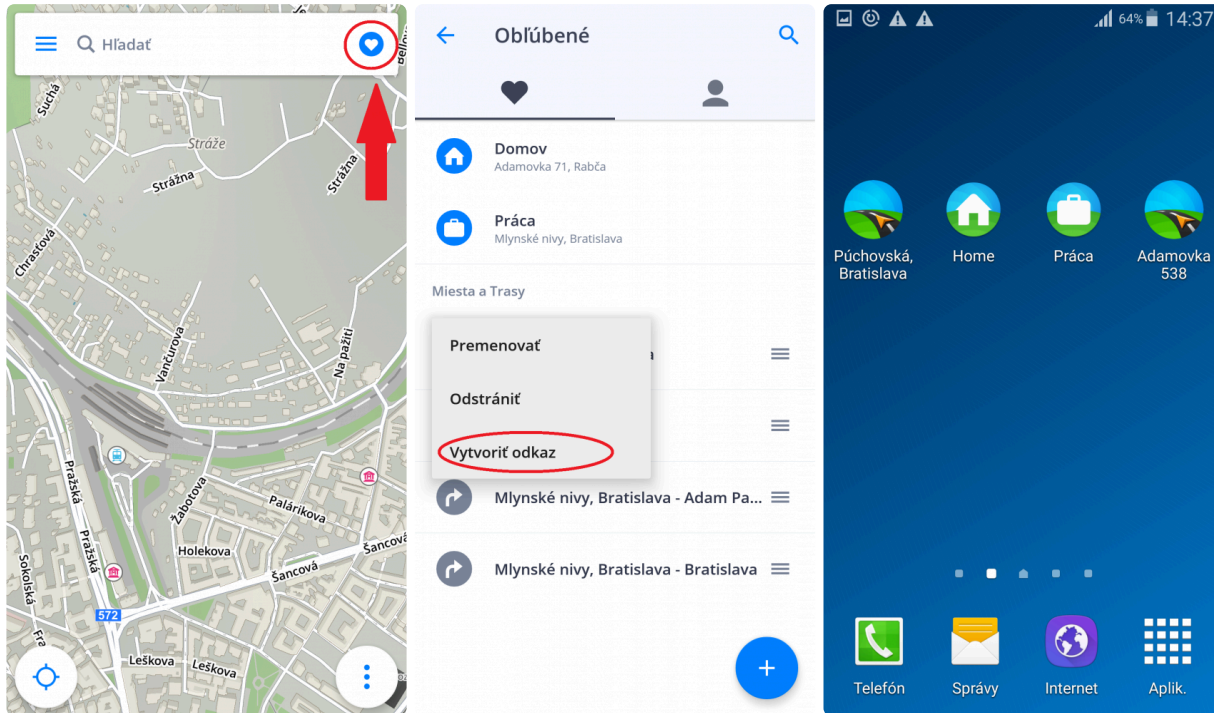 Hľadať
Bellova
Suchá
Stráže
Strážna
Strážna
Chrasťová
Vančurova
Na pažiti
Pražská
Žabotova
Palárikova
Pražská
Holekova
Šancová
Šancová
Sokolská
572
Fra
Leškova
Leškova
Obľúbené
Domov
Adamovka 71, Rabča
Práca
Mlynské nivy, Bratislava
Miesta a Trasy
Premenovať
a
Odstrániť
Vytvoriť odkaz
Mlynské nivy, Bratislava - Adam Pa...
Mlynské nivy, Bratislava - Bratislava
64% 14:37
Púchovská,
Bratislava
Home
Práca
Adamovka
538
Telefón
Správy
Internet
Aplik.